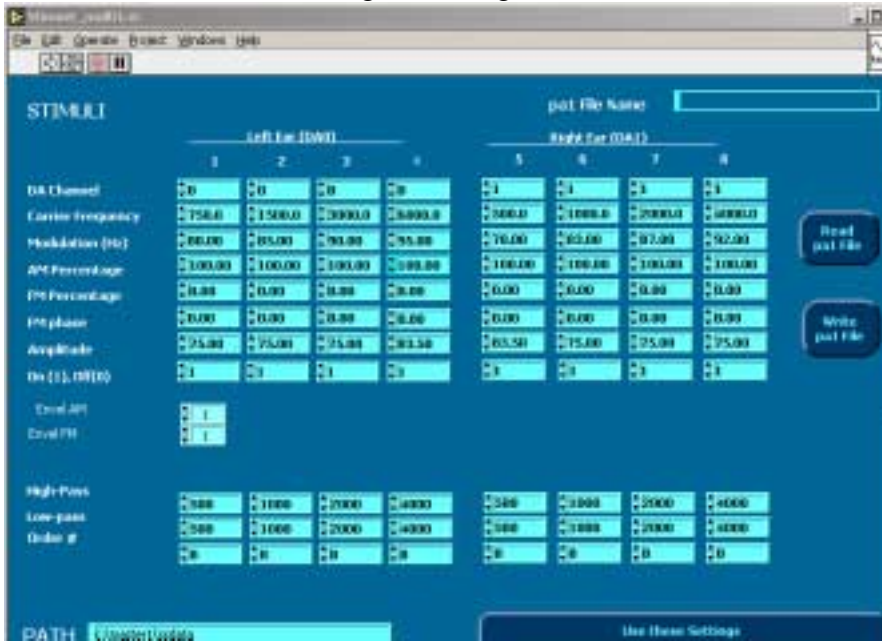 File Edit Operate Project Windows Help
STIMULI
pat File Name
Left Ear (DA0) Right Ear (DA1)
1 2 3 4 5 6 7 8
DA Channel 0 0 0 0 1 1 1 1
Carrier Frequency 750.0 1500.0 3000.0 6000.0 500.0 1000.0 2000.0 4000.0
Modulation (Hz) 80.00 85.00 90.00 95.00 78.00 83.00 87.00 92.00
AM Percentage 100.00 100.00 100.00 100.00 100.00 100.00 100.00 100.00
FM Percentage 0.00 0.00 0.00 0.00 0.00 0.00 0.00 0.00
FM phase 0.00 0.00 0.00 0.00 0.00 0.00 0.00 0.00
Amplitude 75.00 75.00 75.00 83.50 83.50 75.00 75.00 75.00
On (1), Off(0) 1 1 1 1 1 1 1 1
Read
pat File
Write
pat File
Envel AM 1
Envel FM 1
High-Pass 500 1000 2000 4000 500 1000 2000 4000
Low-pass 500 1000 2000 4000 500 1000 2000 4000
Order # 0 0 0 0 0 0 0 0
PATH
Use these Settings